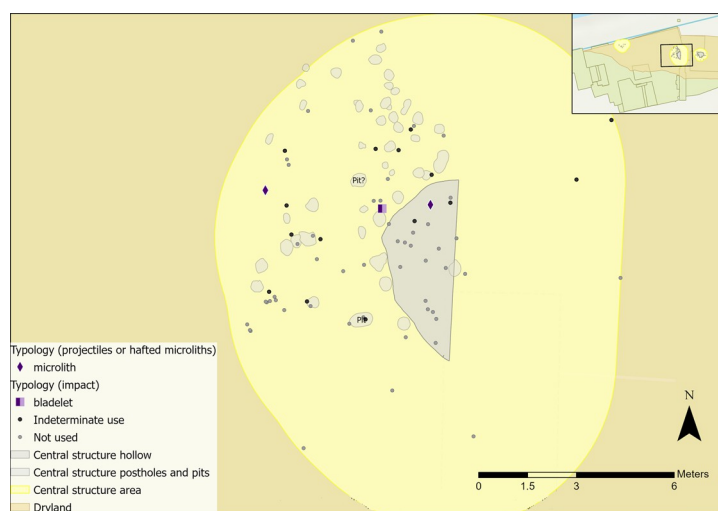 Pit?
Pit
Typology (projectiles or hafted microliths)
microlith
Typology (impact)
bladelet
Indeterminate use
Not used
Central structure hollow
Central structure postholes and pits
Central structure area
Dryland
N
Meters
0 1.5 3 6